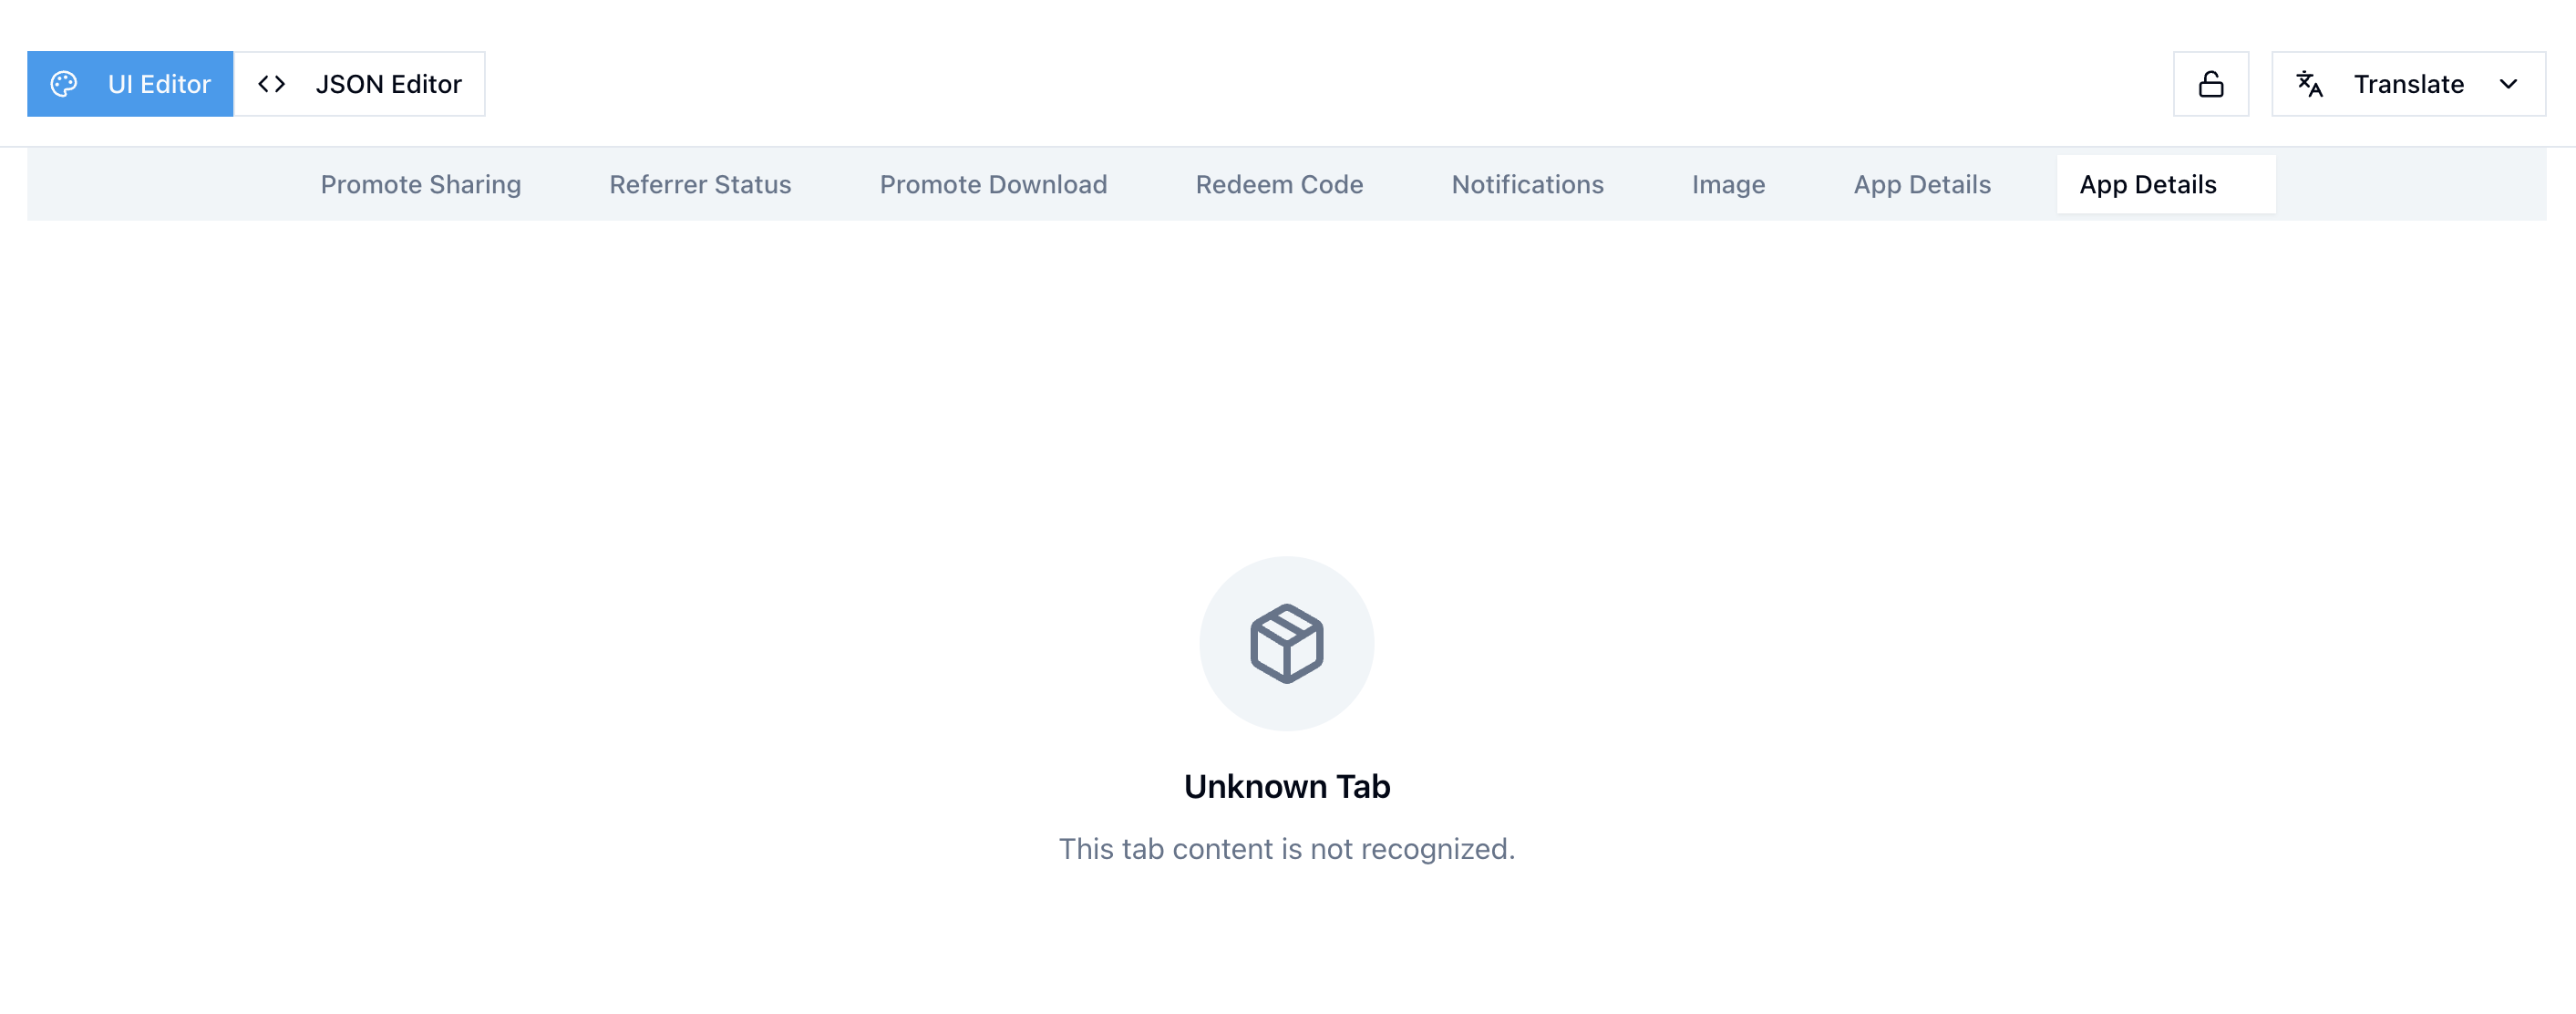 UI Editor JSON Editor Translate
Promote Sharing Referrer Status Promote Download Redeem Code Notifications Image App Details App Details
Unknown Tab
This tab content is not recognized.